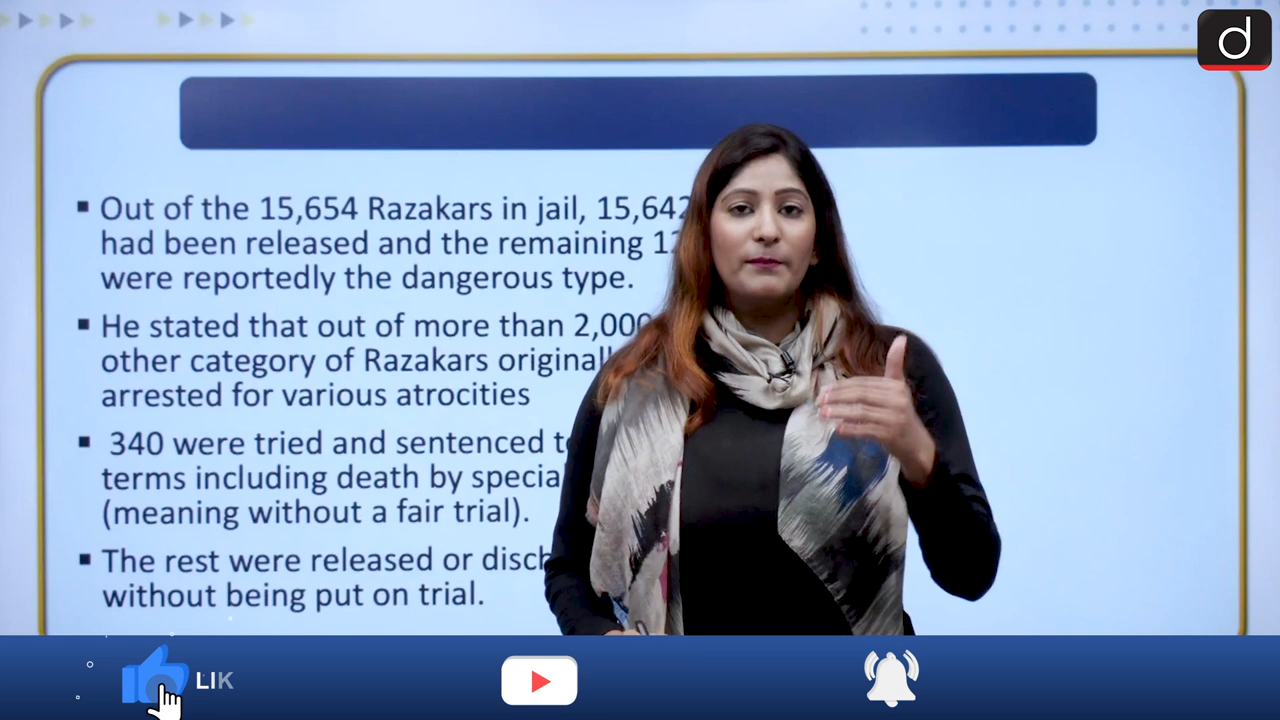 d
Out of the 15,654 Razakars in jail, 15,642
had been released and the remaining
were reportedly the dangerous type.
He stated that out of more than 2,000
other category of Razakars
arrested for various atrocities
340 were tried and sentenced
terms including death by
(meaning without a fair trial).
The rest were released or
without being put on trial.
LIK